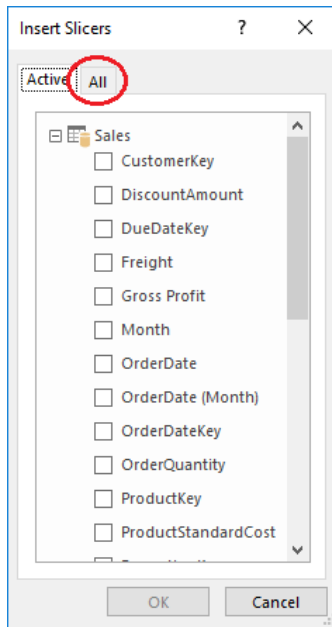 Insert Slicers ?
Active All
Sales
CustomerKey
DiscountAmount
DueDateKey
Freight
Gross Profit
Month
OrderDate
OrderDate (Month)
OrderDateKey
OrderQuantity
ProductKey
ProductStandardCost
OK Cancel